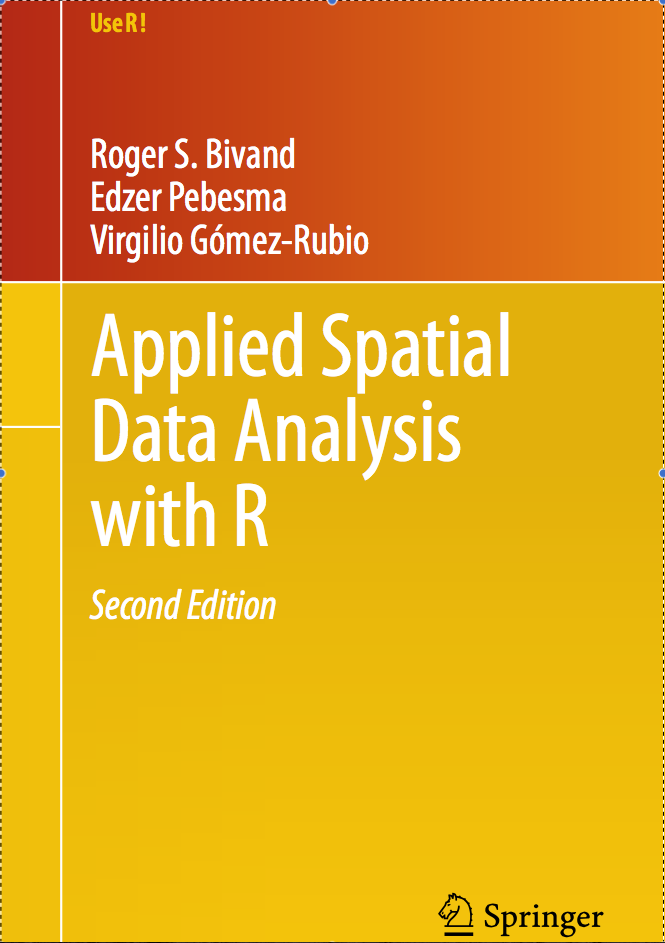 Use R!
Roger S. Bivand
Edzer Pebesma
Virgilio Gómez-Rubio
Applied Spatial
Data Analysis
with R
Second Edition
Springer